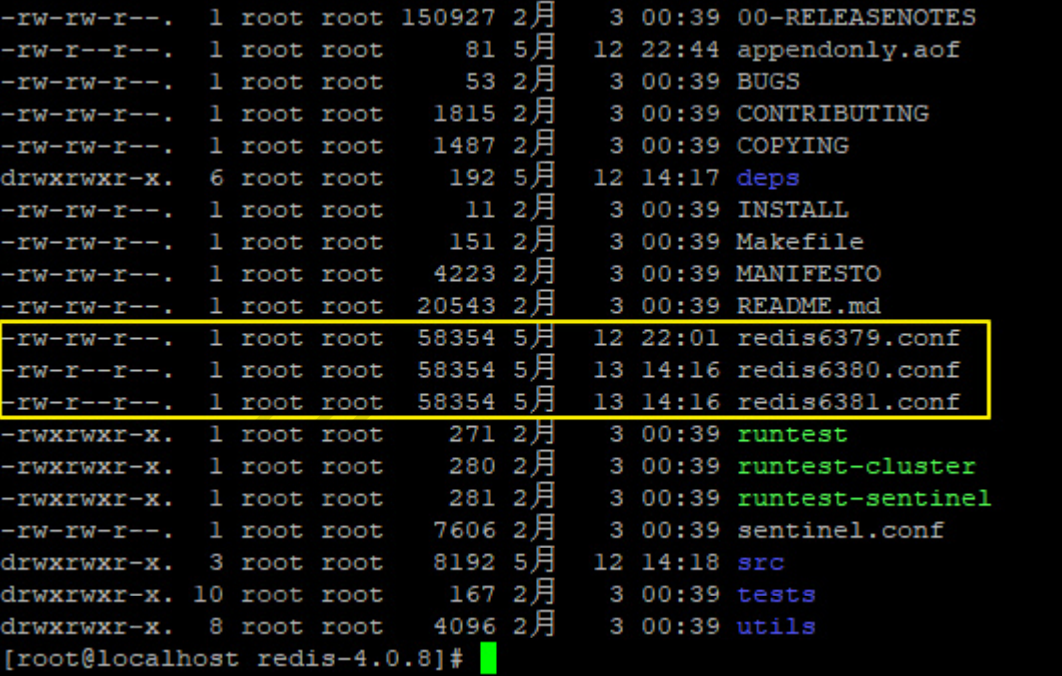 -rw-rw-r--. 1 root root 150927 2月 3 00:39 00-RELEASENOTES
-rw-r--r--. 1 root root 81 5月 12 22:44 appendonly.aof
-rw-rw-r--. 1 root root 53 2月 3 00:39 BUGS
-rw-rw-r--. 1 root root 1815 2月 3 00:39 CONTRIBUTING
-rw-rw-r--. 1 root root 1487 2月 3 00:39 COPYING
drwxrwxr-x. 6 root root 192 5月 12 14:17 deps
-rw-rw-r--. 1 root root 11 2月 3 00:39 INSTALL
-rw-rw-r--. 1 root root 151 2月 3 00:39 Makefile
-rw-rw-r--. 1 root root 4223 2月 3 00:39 MANIFESTO
-rw-rw-r--. 1 root root 20543 2月 3 00:39 README.md
-rw-rw-r--. 1 root root 58354 5月 12 22:01 redis6379.conf
-rw-r--r--. 1 root root 58354 5月 13 14:16 redis6380.conf
-rw-r--r--. 1 root root 58354 5月 13 14:16 redis6381.conf
-rwxrwxr-x. 1 root root 271 2月 3 00:39 runtest
-rwxrwxr-x. 1 root root 280 2月 3 00:39 runtest-cluster
-rwxrwxr-x. 1 root root 281 2月 3 00:39 runtest-sentinel
-rw-rw-r--. 1 root root 7606 2月 3 00:39 sentinel.conf
drwxrwxr-x. 3 root root 8192 5月 12 14:18 src
drwxrwxr-x. 10 root root 167 2月 3 00:39 tests
drwxrwxr-x. 8 root root 4096 2月 3 00:39 utils
[root@localhost redis-4.0.8]#